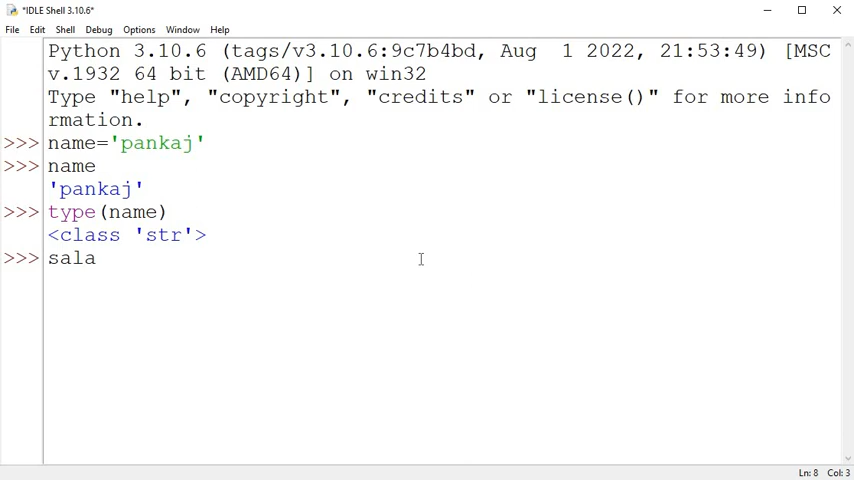 *IDLE Shell 3.10.6*
File Edit Shell Debug Options Window Help
Python 3.10.6 (tags/v3.10.6:9c7b4bd, Aug  1 2022, 21:53:49) [MSC
v.1932 64 bit (AMD64)] on win32
Type "help", "copyright", "credits" or "license()" for more info
rmation.
>>> name='pankaj'
>>> name
'pankaj'
>>> type(name)
<class 'str'>
>>> sala
Ln: 8 Col: 3